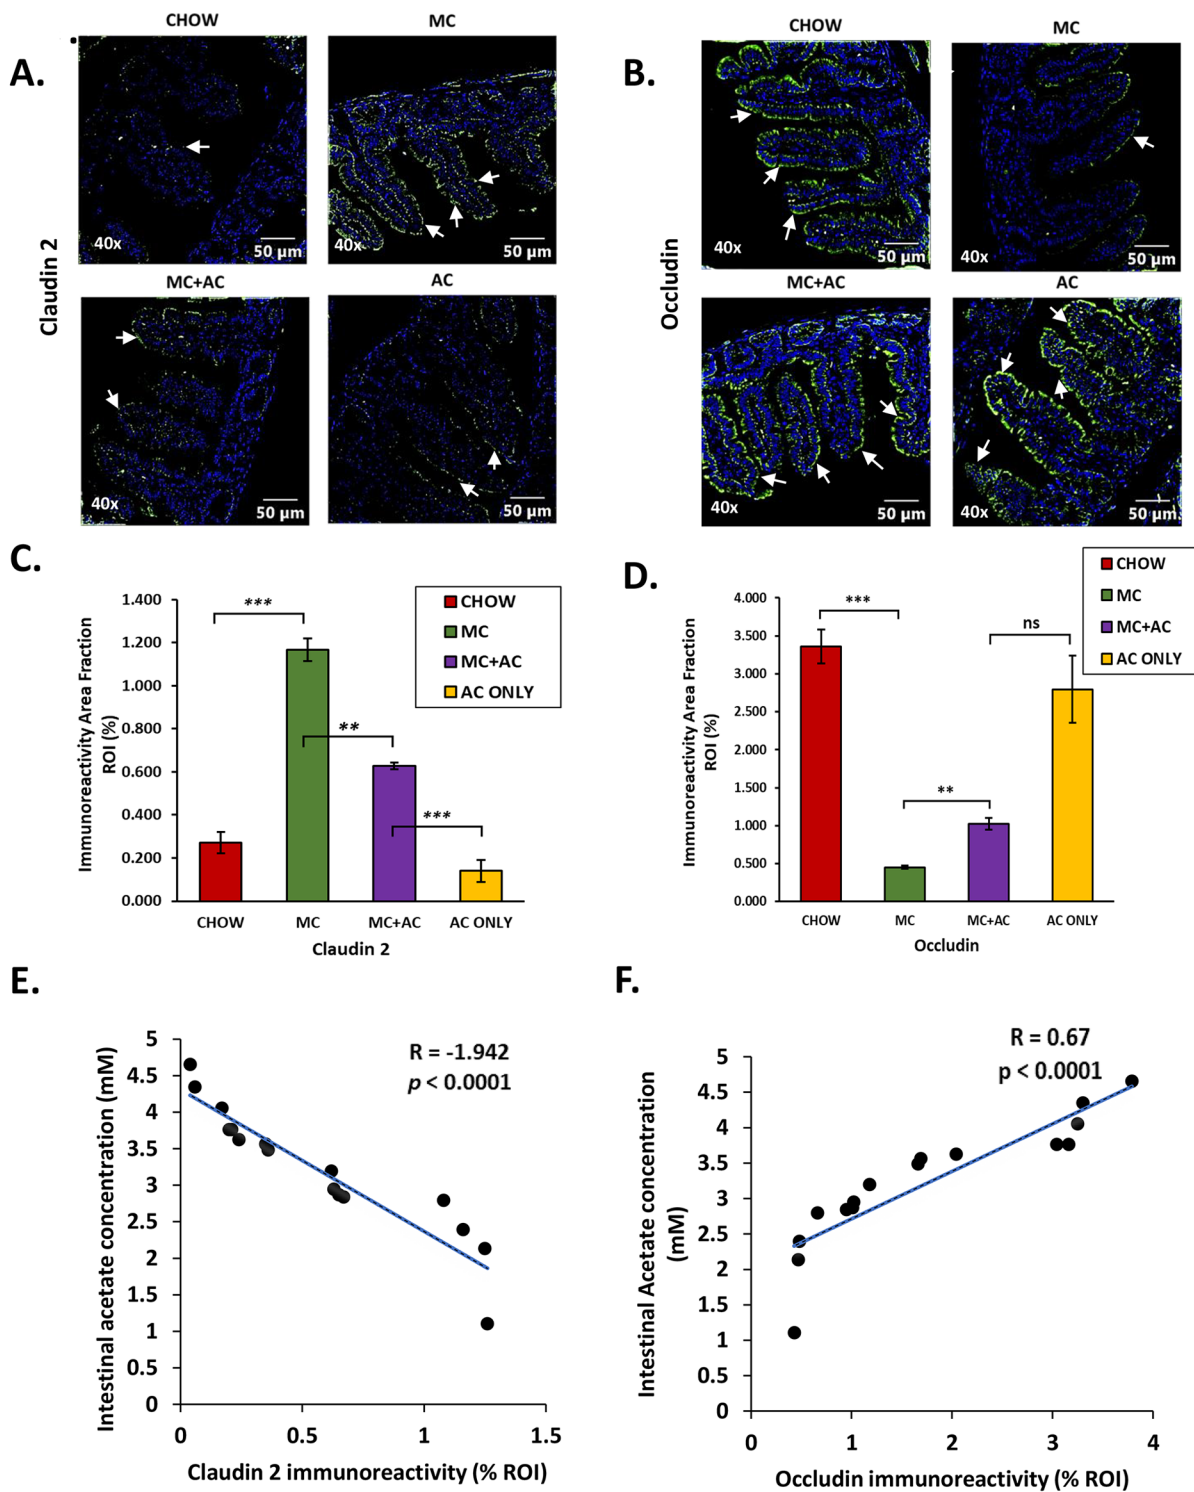 CHOW
MC
A.
40x
50 µm
40x
50 µm
MC+AC
AC
Claudin 2
40x
50 µm
50 µm
40x
CHOW
MC
B.
40x
50 µm
40x
50 µm
MC+AC
AC
Occludin
40x
50 µm
40x
50 µm
C.
Immunoreactivity Area Fraction
ROI (%)
1.400
1.200
1.000
0.800
0.600
0.400
0.200
0.000
***
**
***
CHOW
MC
MC+AC
AC ONLY
CHOW
MC
MC+AC
AC ONLY
Claudin 2
D.
Immunoreactivity Area Fraction
ROI (%)
4.000
3.500
3.000
2.500
2.000
1.500
1.000
0.500
0.000
***
**
ns
CHOW
MC
MC+AC
AC ONLY
CHOW
MC
MC+AC
AC ONLY
Occludin
E.
R = -1.942
p < 0.0001
Intestinal acetate concentration (mM)
5
4.5
4
3.5
3
2.5
2
1.5
1
0.5
0
0
0.5
1
1.5
Claudin 2 immunoreactivity (% ROI)
F.
R = 0.67
p < 0.0001
Intestinal Acetate concentration
(mM)
5
4.5
4
3.5
3
2.5
2
1.5
1
0.5
0
0
1
2
3
4
Occludin immunoreactivity (% ROI)